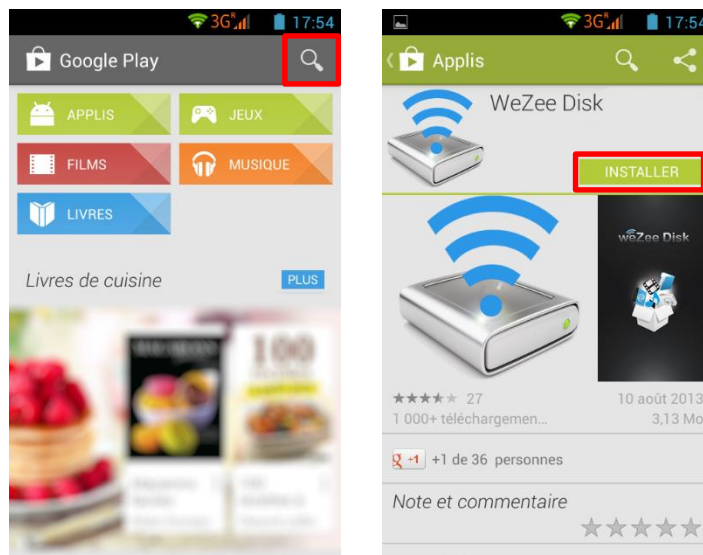 3G 17:54
Google Play
APPLIS JEUX
FILMS MUSIQUE
LIVRES
Livres de cuisine PLUS
100
3G 17:54
Applis
WeZee Disk
INSTALLER
weZee Disk
27 10 août 2013
1 000+ téléchargemen... 3,13 Mo
g +1 +1 de 36 personnes
Note et commentaire